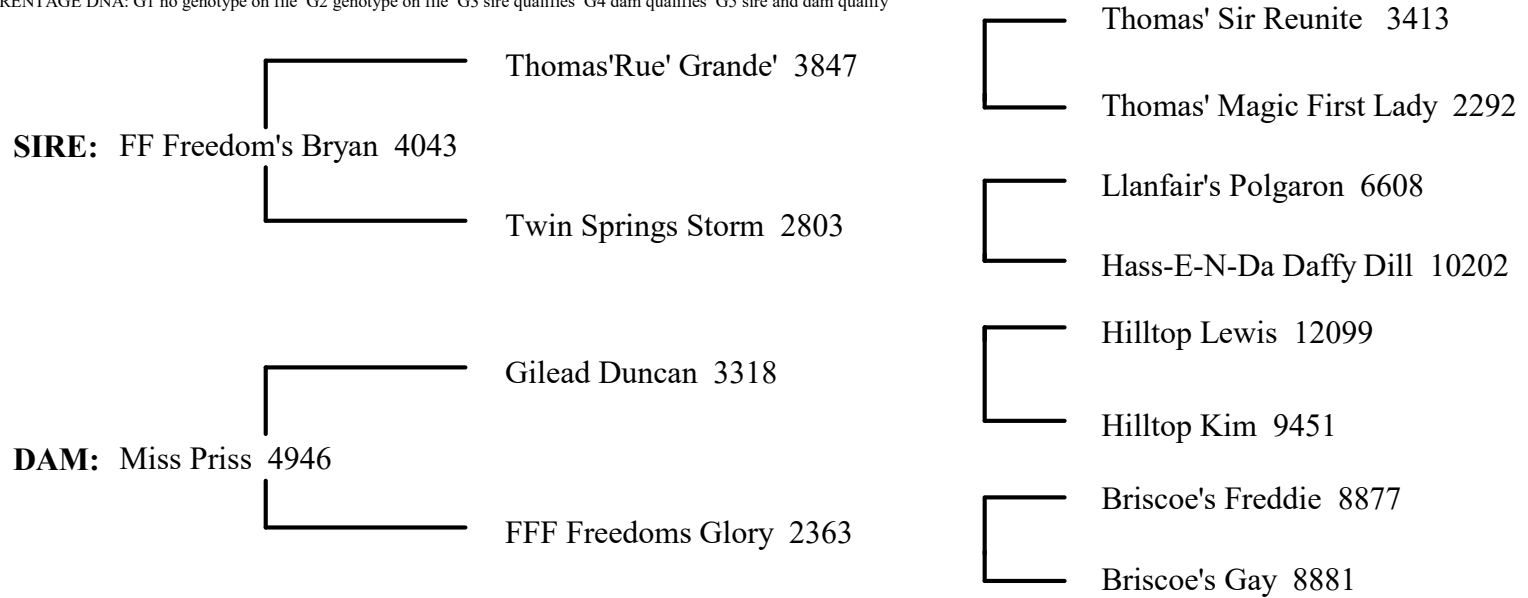 RENTAGE DNA: G1 no genotype on file G2 genotype on file G3 sire qualifies G4 dam qualifies G5 sire and dam qualify
Thomas' Sir Reunite 3413
Thomas'Rue' Grande' 3847
Thomas' Magic First Lady 2292
SIRE: FF Freedom's Bryan 4043
Llanfair's Polgaron 6608
Twin Springs Storm 2803
Hass-E-N-Da Daffy Dill 10202
Hilltop Lewis 12099
Gilead Duncan 3318
Hilltop Kim 9451
DAM: Miss Priss 4946
Briscoe's Freddie 8877
FFF Freedoms Glory 2363
Briscoe's Gay 8881